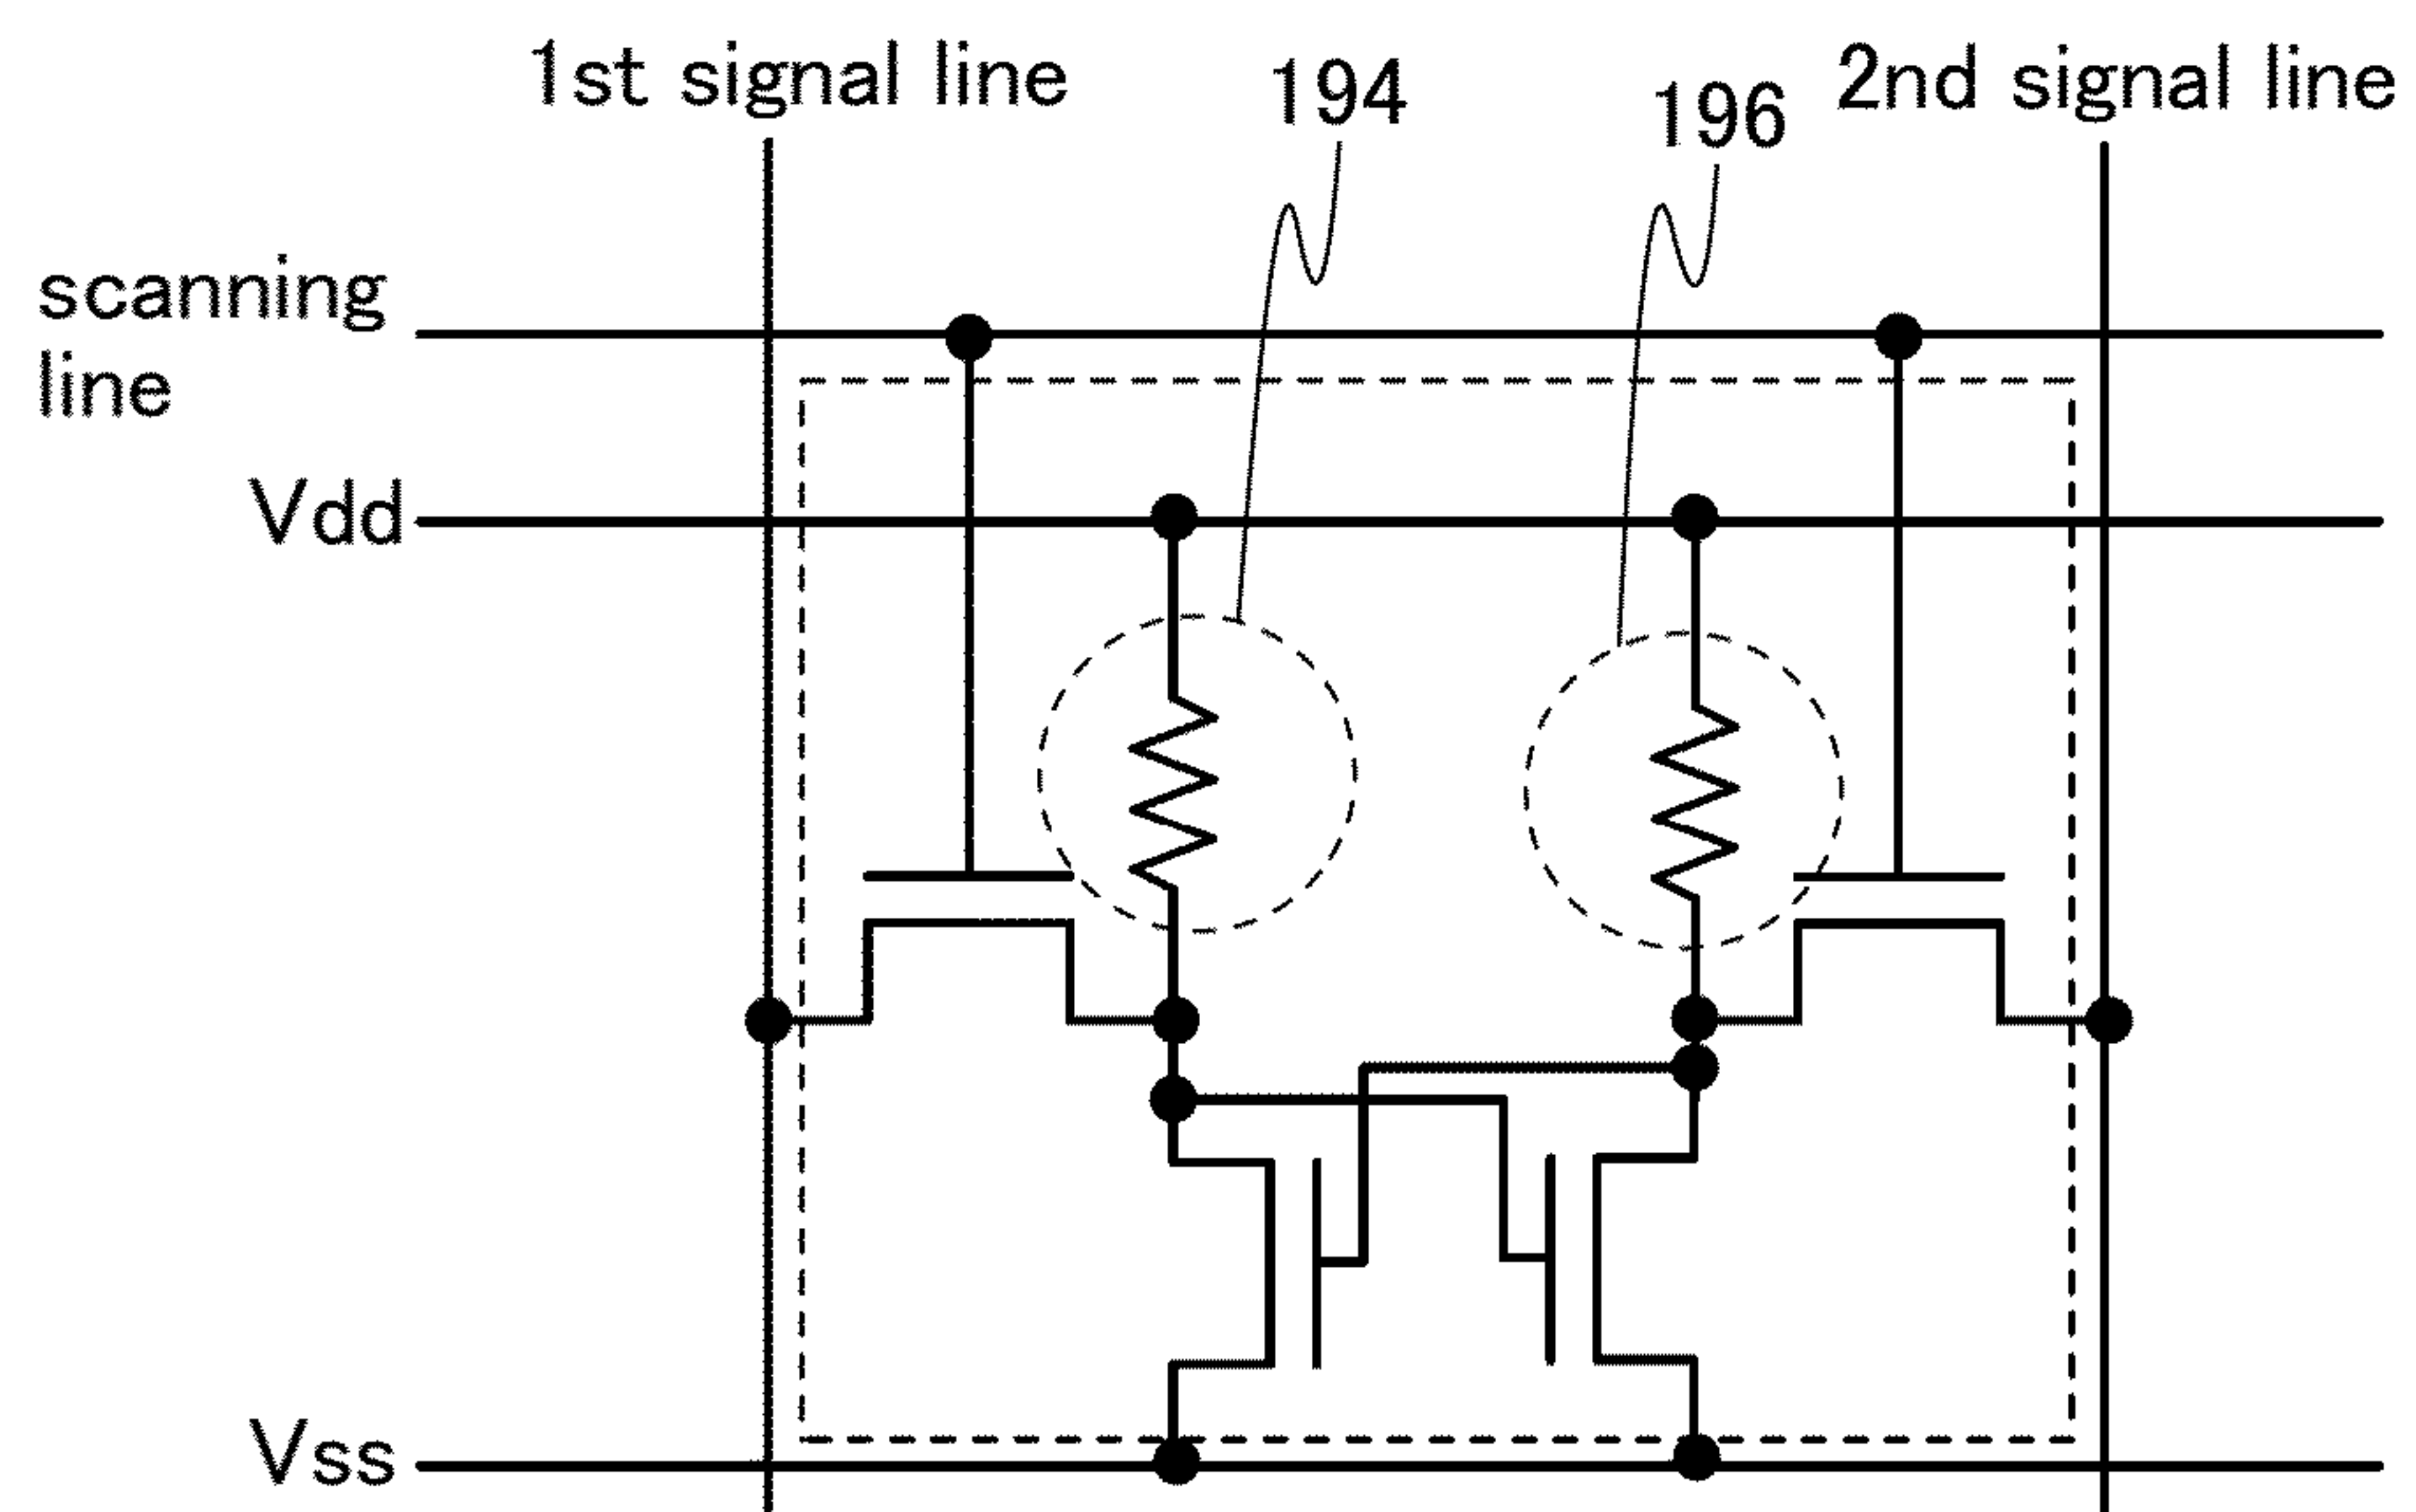 1st signal line
194
196
2nd signal line
scanning
line
Vdd
Vss